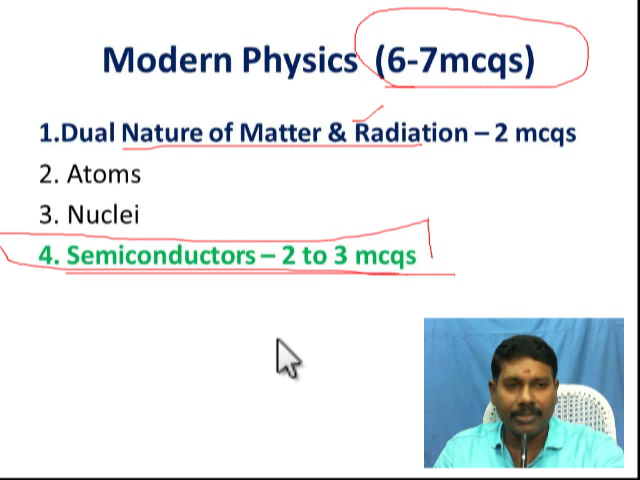 Modern Physics (6-7mcqs)
1.Dual Nature of Matter & Radiation – 2 mcqs
2. Atoms
3. Nuclei
4. Semiconductors – 2 to 3 mcqs